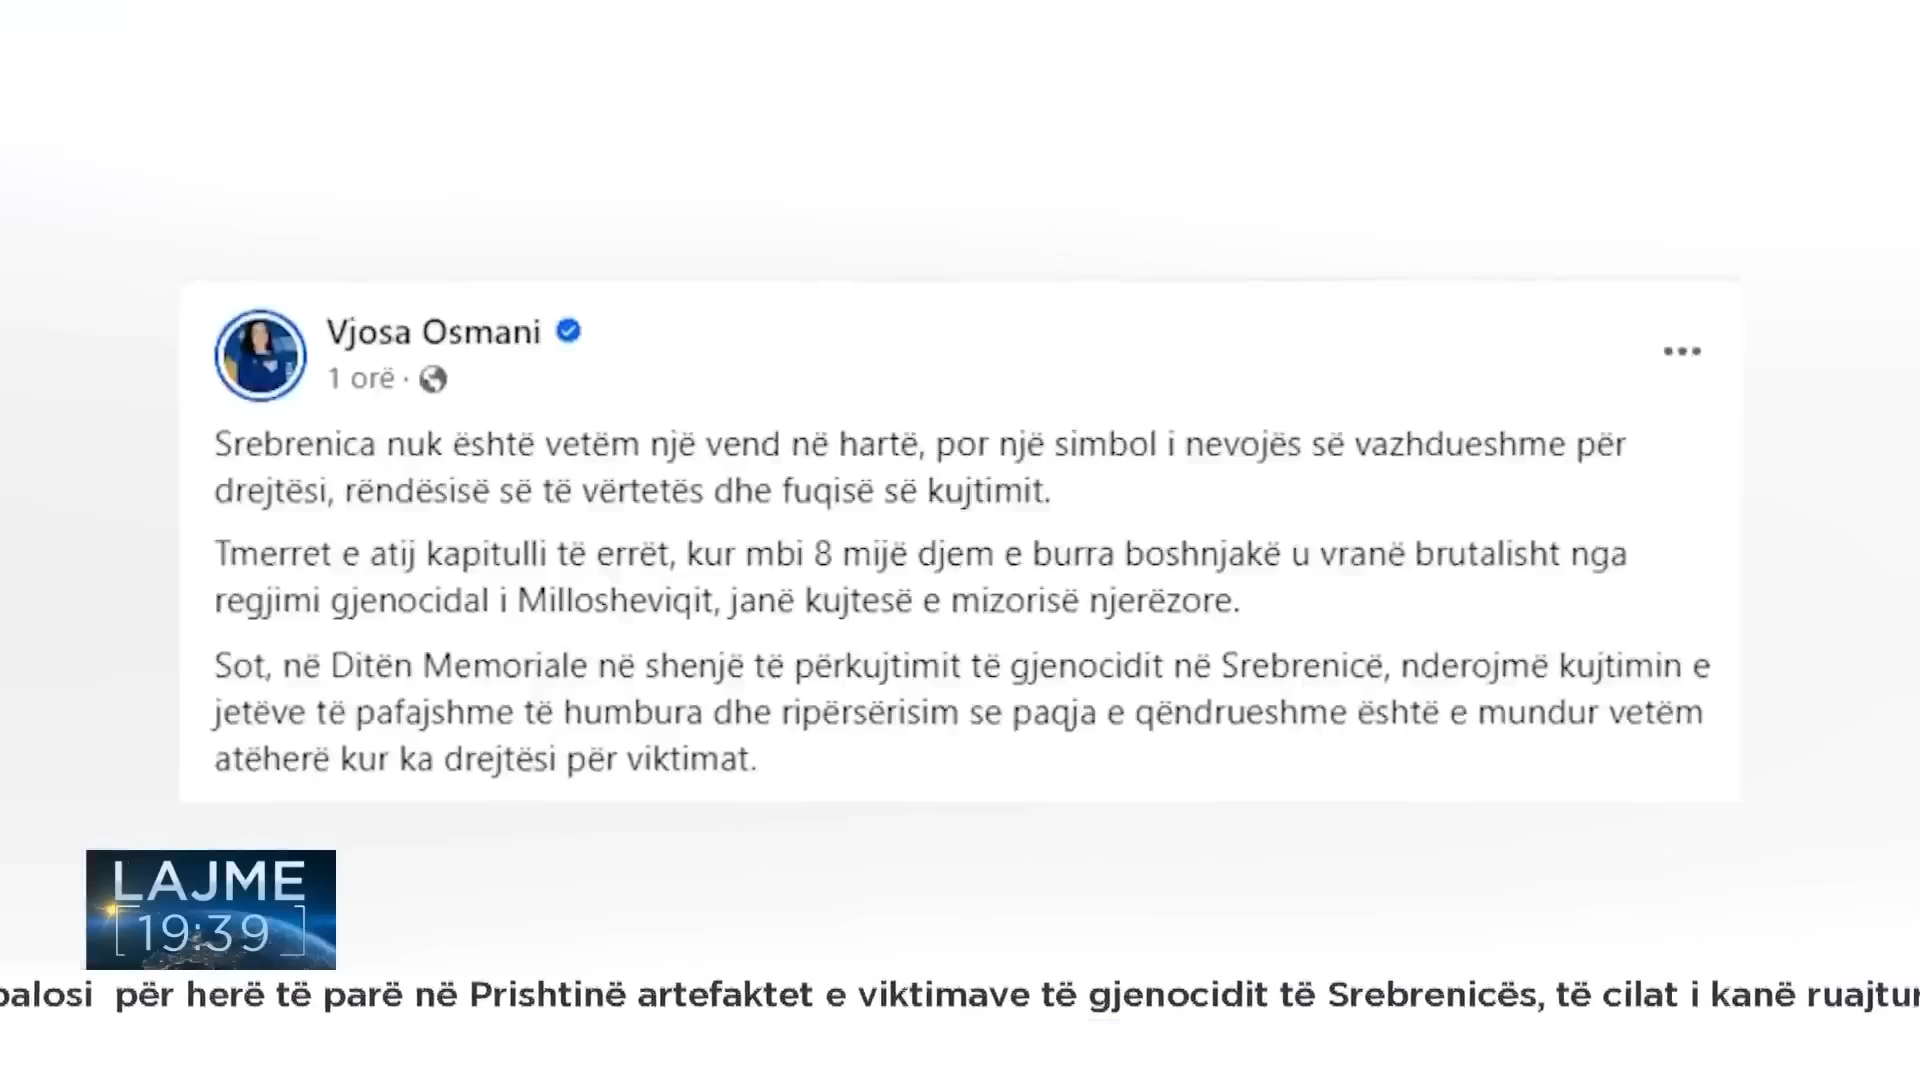 Vjosa Osmani
1 orë ·
Srebrenica nuk është vetëm një vend në hartë, por një simbol i nevojës së vazhdueshme për
drejtësi, rëndësisë së të vërtetës dhe fuqisë së kujtimit.
Tmerret e atij kapitulli të errët, kur mbi 8 mijë djem e burra boshnjakë u vranë brutalisht nga
regjimi gjenocidal i Millosheviqit, janë kujtesë e mizorisë njerëzore.
Sot, në Ditën Memoriale në shenjë të përkujtimit të gjenocidit në Srebrenicë, nderojmë kujtimin e
jetëve të pafajshme të humbura dhe ripërsërisim se paqja e qëndrueshme është e mundur vetëm
atëherë kur ka drejtësi për viktimat.
LAJME
19:39
palosi për herë të parë në Prishtinë artefaktet e viktimave të gjenocidit të Srebrenicës, të cilat i kanë ruajtur